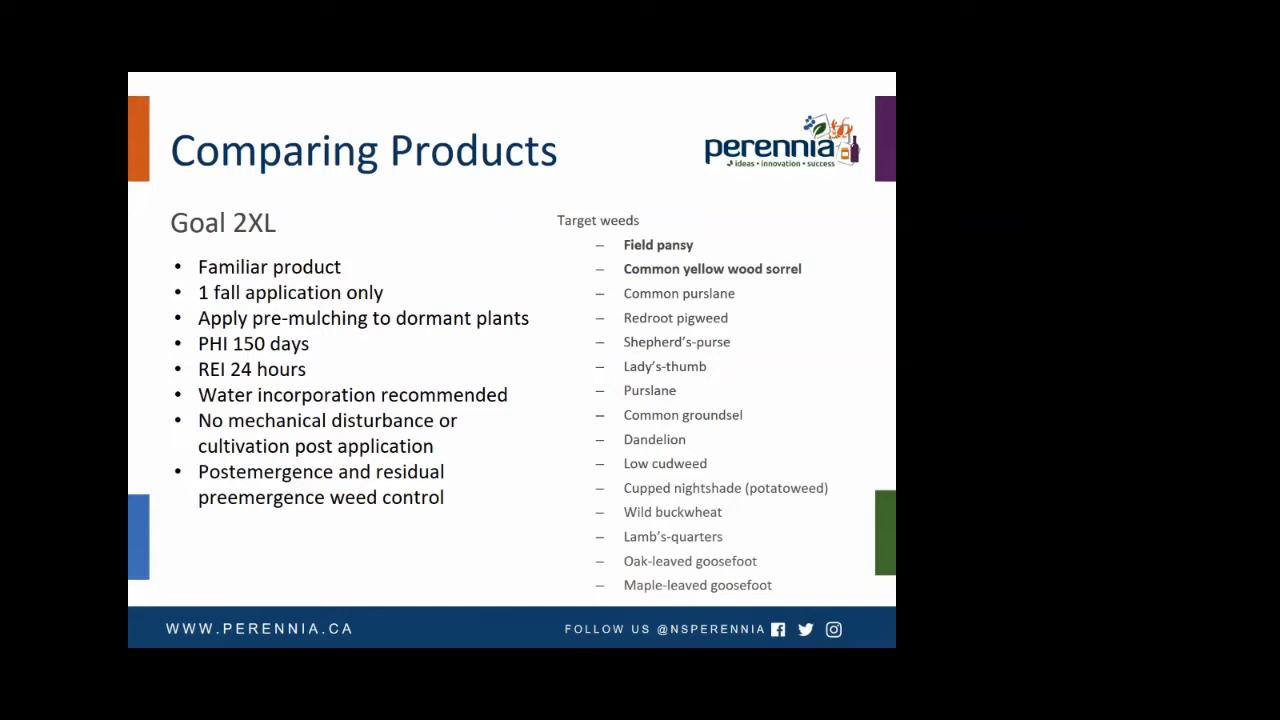 Comparing Products
perennia
ideas • innovation • success
Goal 2XL
• Familiar product
• 1 fall application only
• Apply pre-mulching to dormant plants
• PHI 150 days
• REI 24 hours
• Water incorporation recommended
• No mechanical disturbance or
cultivation post application
• Postemergence and residual
preemergence weed control
Target weeds
– Field pansy
– Common yellow wood sorrel
– Common purslane
– Redroot pigweed
– Shepherd's-purse
– Lady's-thumb
– Purslane
– Common groundsel
– Dandelion
– Low cudweed
– Cupped nightshade (potatoweed)
– Wild buckwheat
– Lamb's-quarters
– Oak-leaved goosefoot
– Maple-leaved goosefoot
WWW.PERENNIA.CA
FOLLOW US @NSPERENNIA